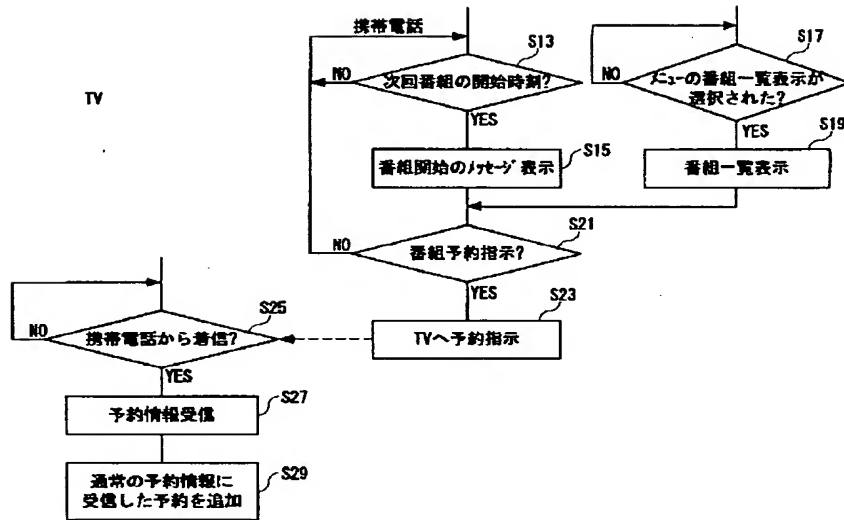 携帯電話
S13
次回番組の開始時刻?
NO
YES
S17
メニューの番組一覧表示が
選択された?
NO
YES
TV
S15
番組開始のメッセージ表示
S19
番組一覧表示
S21
番組予約指示?
NO
YES
S23
TVへ予約指示
S25
携帯電話から着信?
NO
YES
S27
予約情報受信
S29
通常の予約情報に
受信した予約を追加